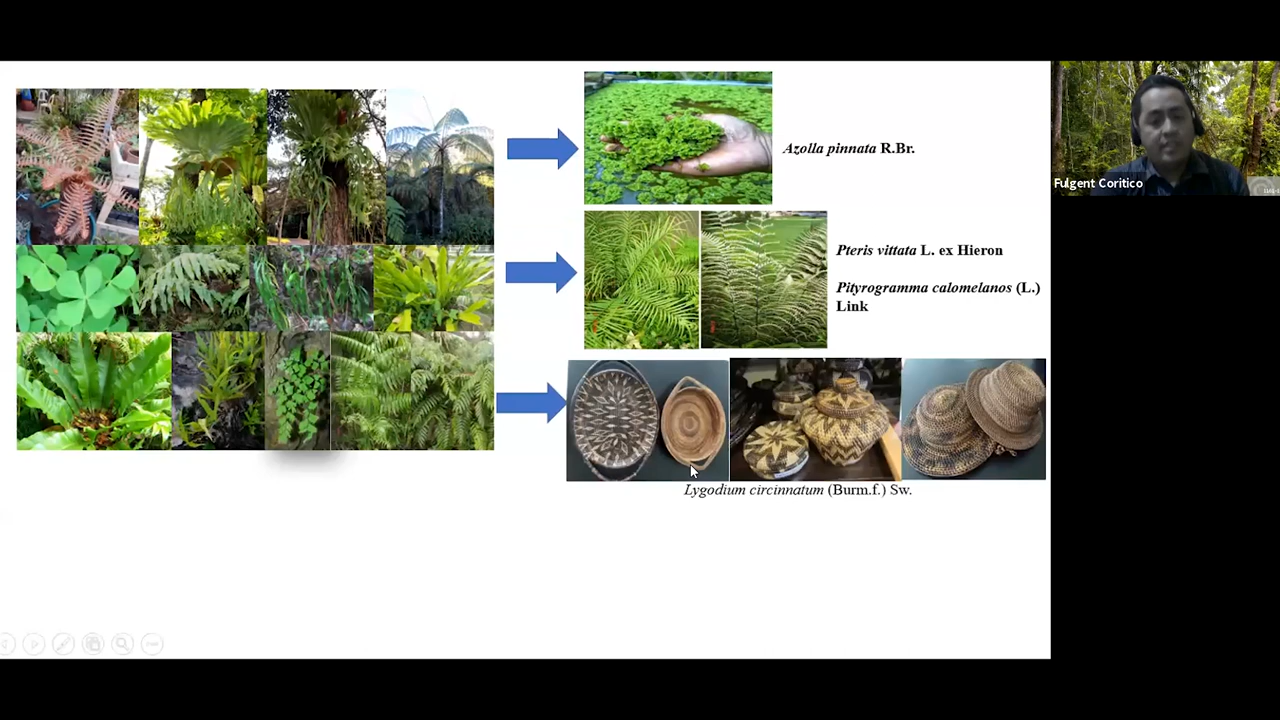 Azolla pinnata R.Br.
Pteris vittata L. ex Hieron
Pityrogramma calomelanos (L.)
Link
Lygodium circinnatum (Burm.f.) Sw.
Fulgent Coritico